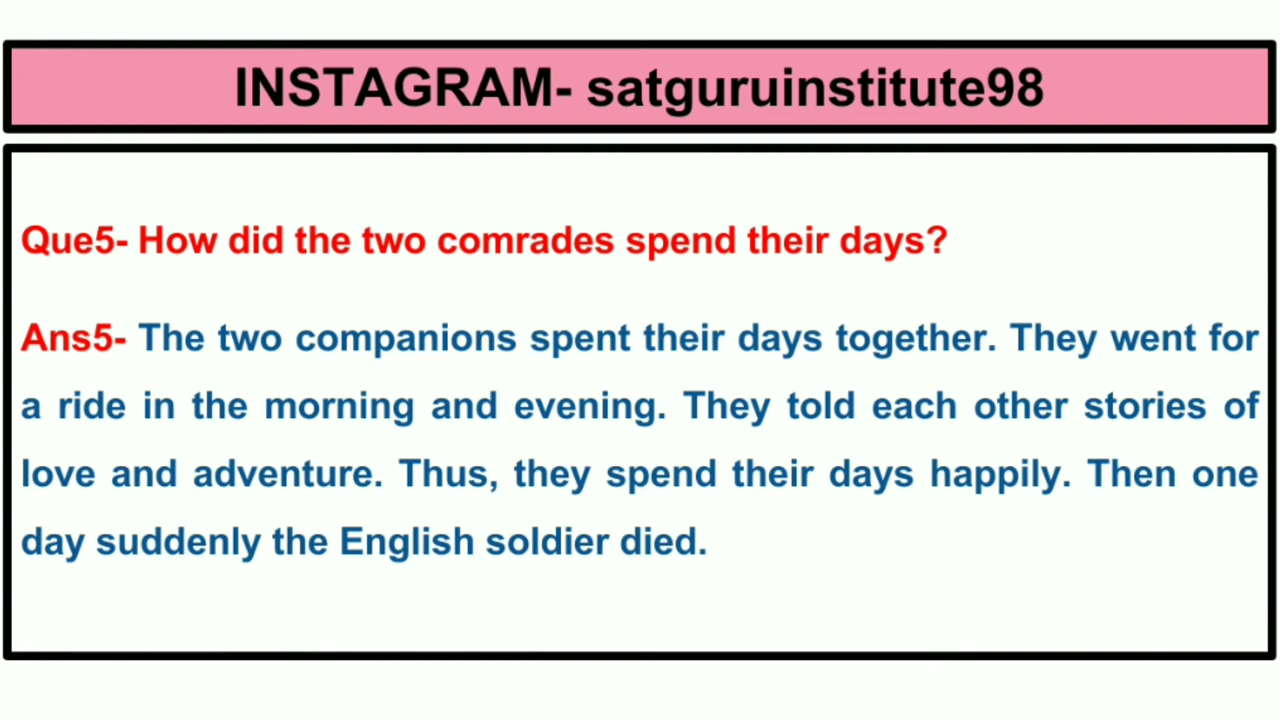 INSTAGRAM- satguruinstitute98
Que5- How did the two comrades spend their days?
Ans5- The two companions spent their days together. They went for
a ride in the morning and evening. They told each other stories of
love and adventure. Thus, they spend their days happily. Then one
day suddenly the English soldier died.